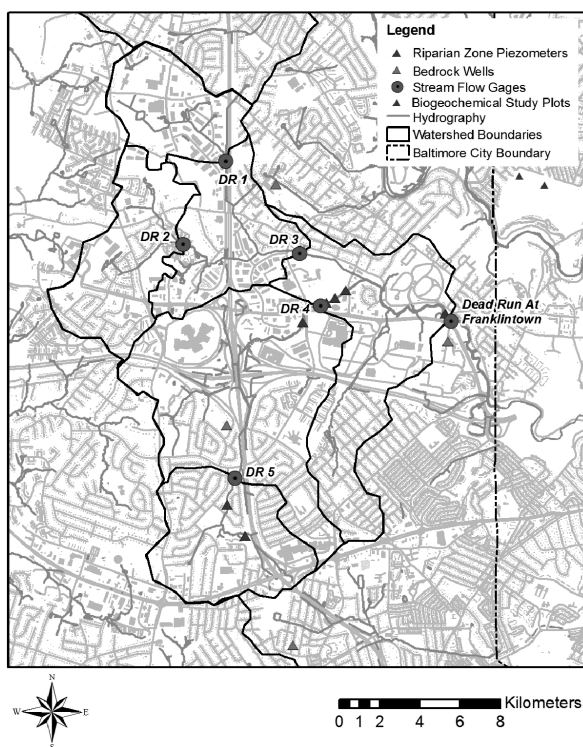 Legend
Riparian Zone Piezometers
Bedrock Wells
Stream Flow Gages
Biogeochemical Study Plots
Hydrography
Watershed Boundaries
Baltimore City Boundary
DR 1
DR 2
DR 3
DR 4
Dead Run At
Franklintown
DR 5
N
W E
S
Kilometers
0 1 2 4 6 8